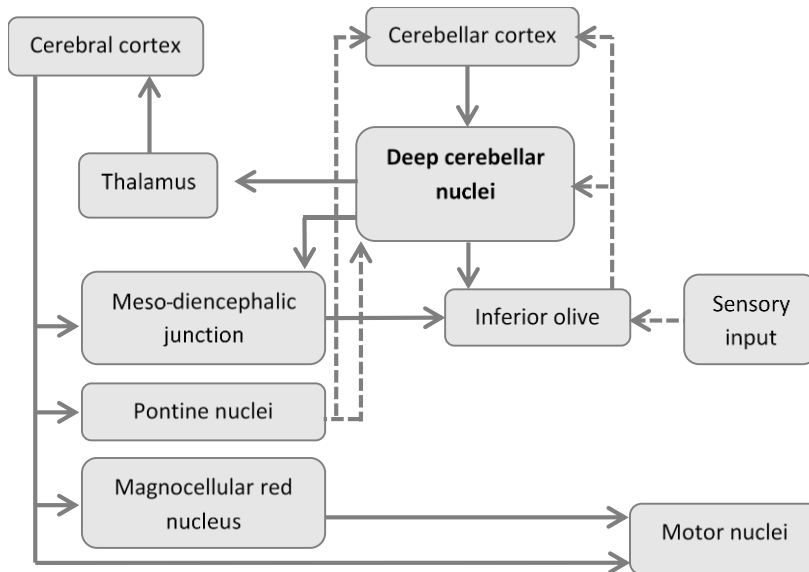 Cerebral cortex
Cerebellar cortex
Deep cerebellar
nuclei
Thalamus
Meso-diencephalic
junction
Inferior olive
Sensory
input
Pontine nuclei
Magnocellular red
nucleus
Motor nuclei